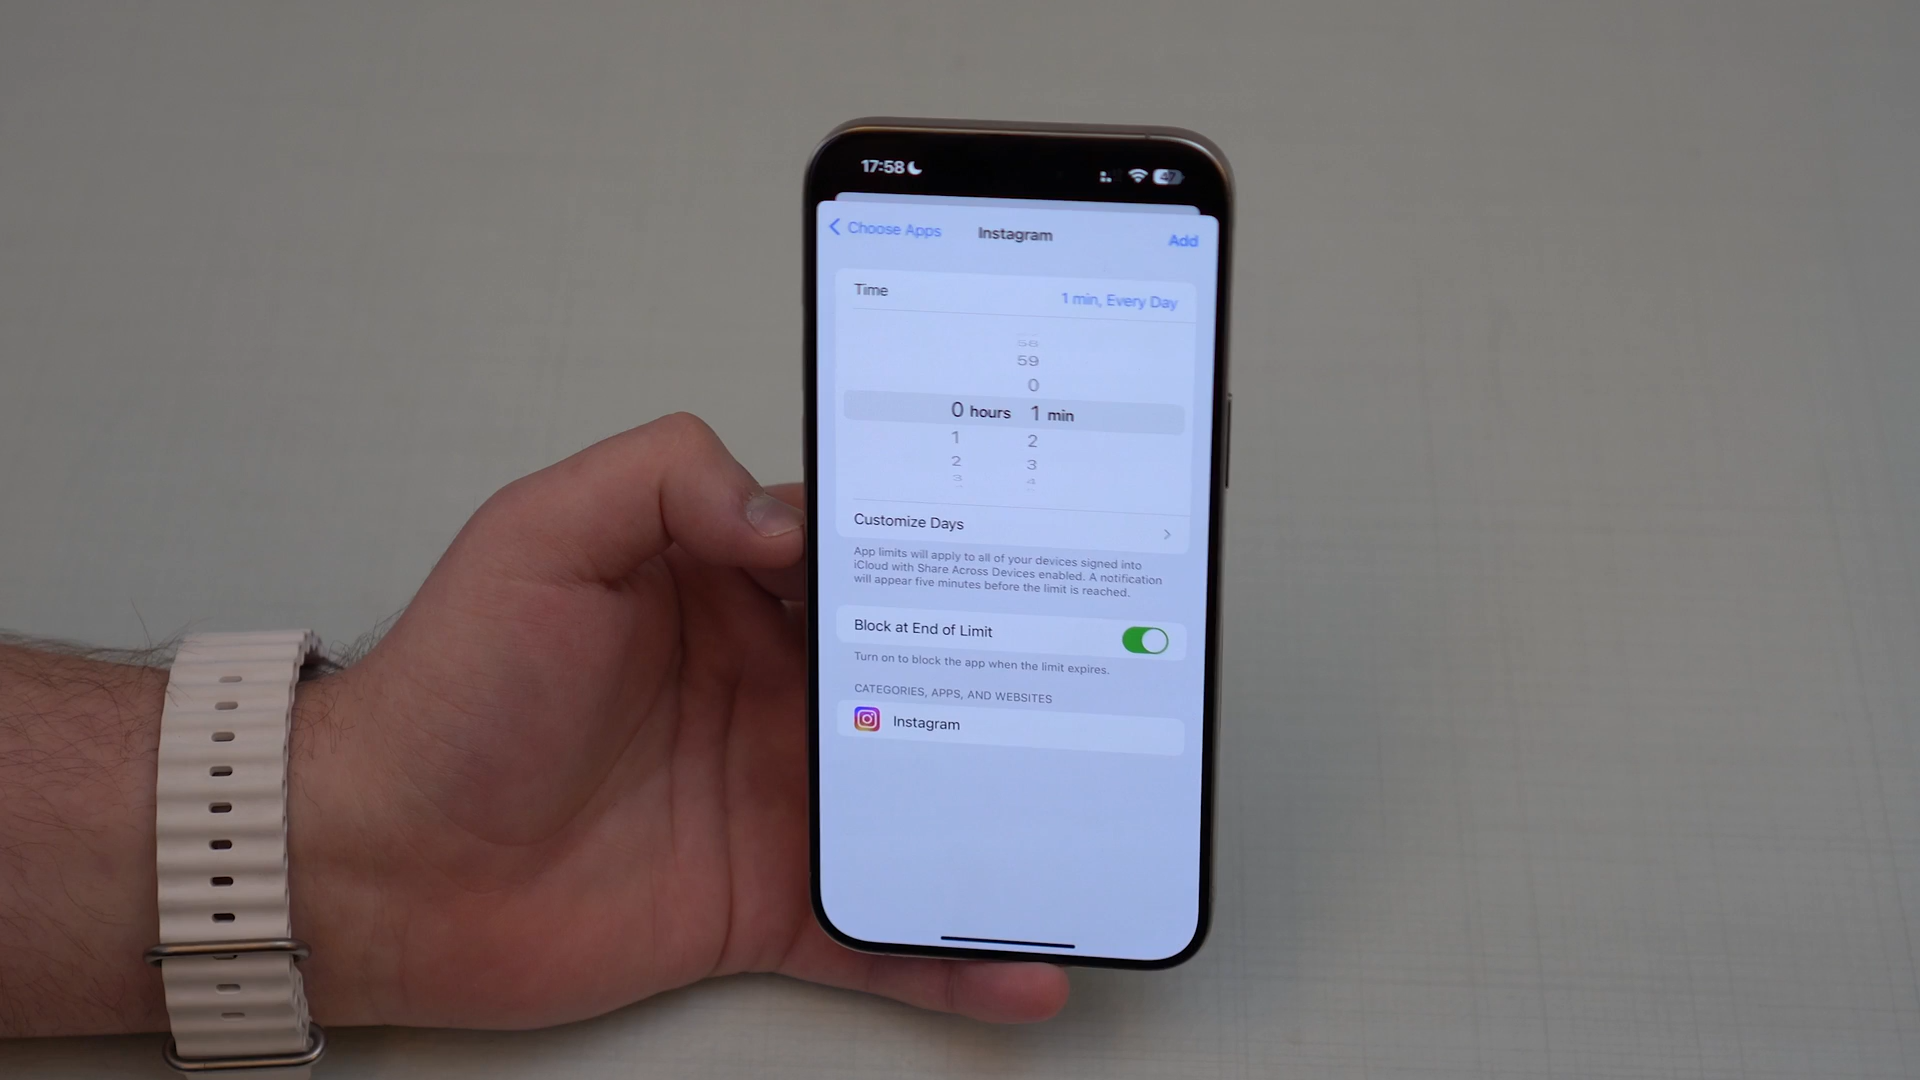 17:58
47
Choose Apps Instagram Add
Time 1 min, Every Day
58
59
0
0 hours 1 min
1 2
2 3
3 4
Customize Days
App limits will apply to all of your devices signed into
iCloud with Share Across Devices enabled. A notification
will appear five minutes before the limit is reached.
Block at End of Limit
Turn on to block the app when the limit expires.
CATEGORIES, APPS, AND WEBSITES
Instagram